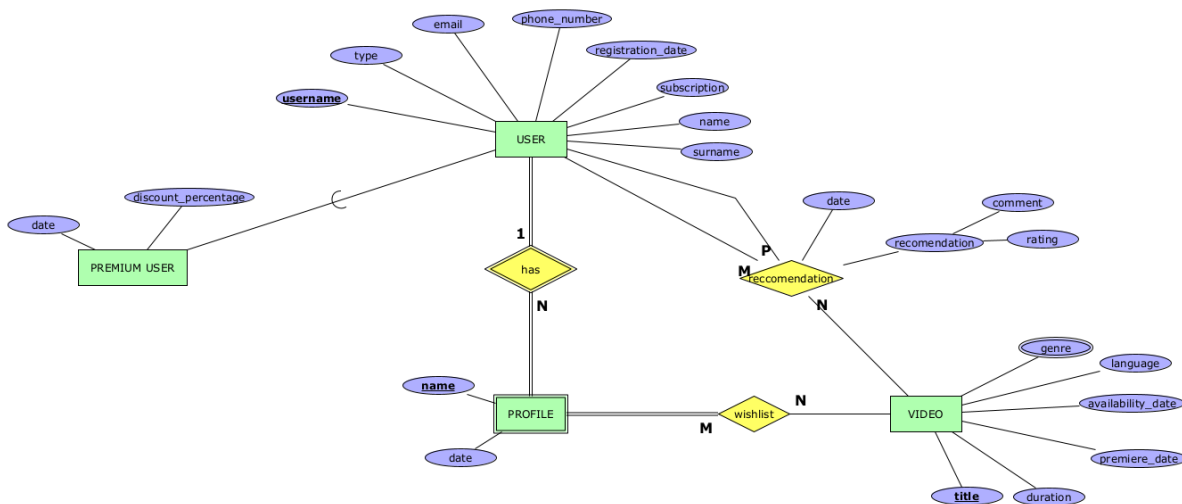 phone_number
email
registration_date
type
subscription
username
name
USER
surname
discount_percentage
date
comment
date
recomendation
rating
1
P
PREMIUM USER
has
M
reccomendation
N
N
genre
language
name
N
availability_date
PROFILE
wishlist
VIDEO
M
date
premiere_date
title
duration